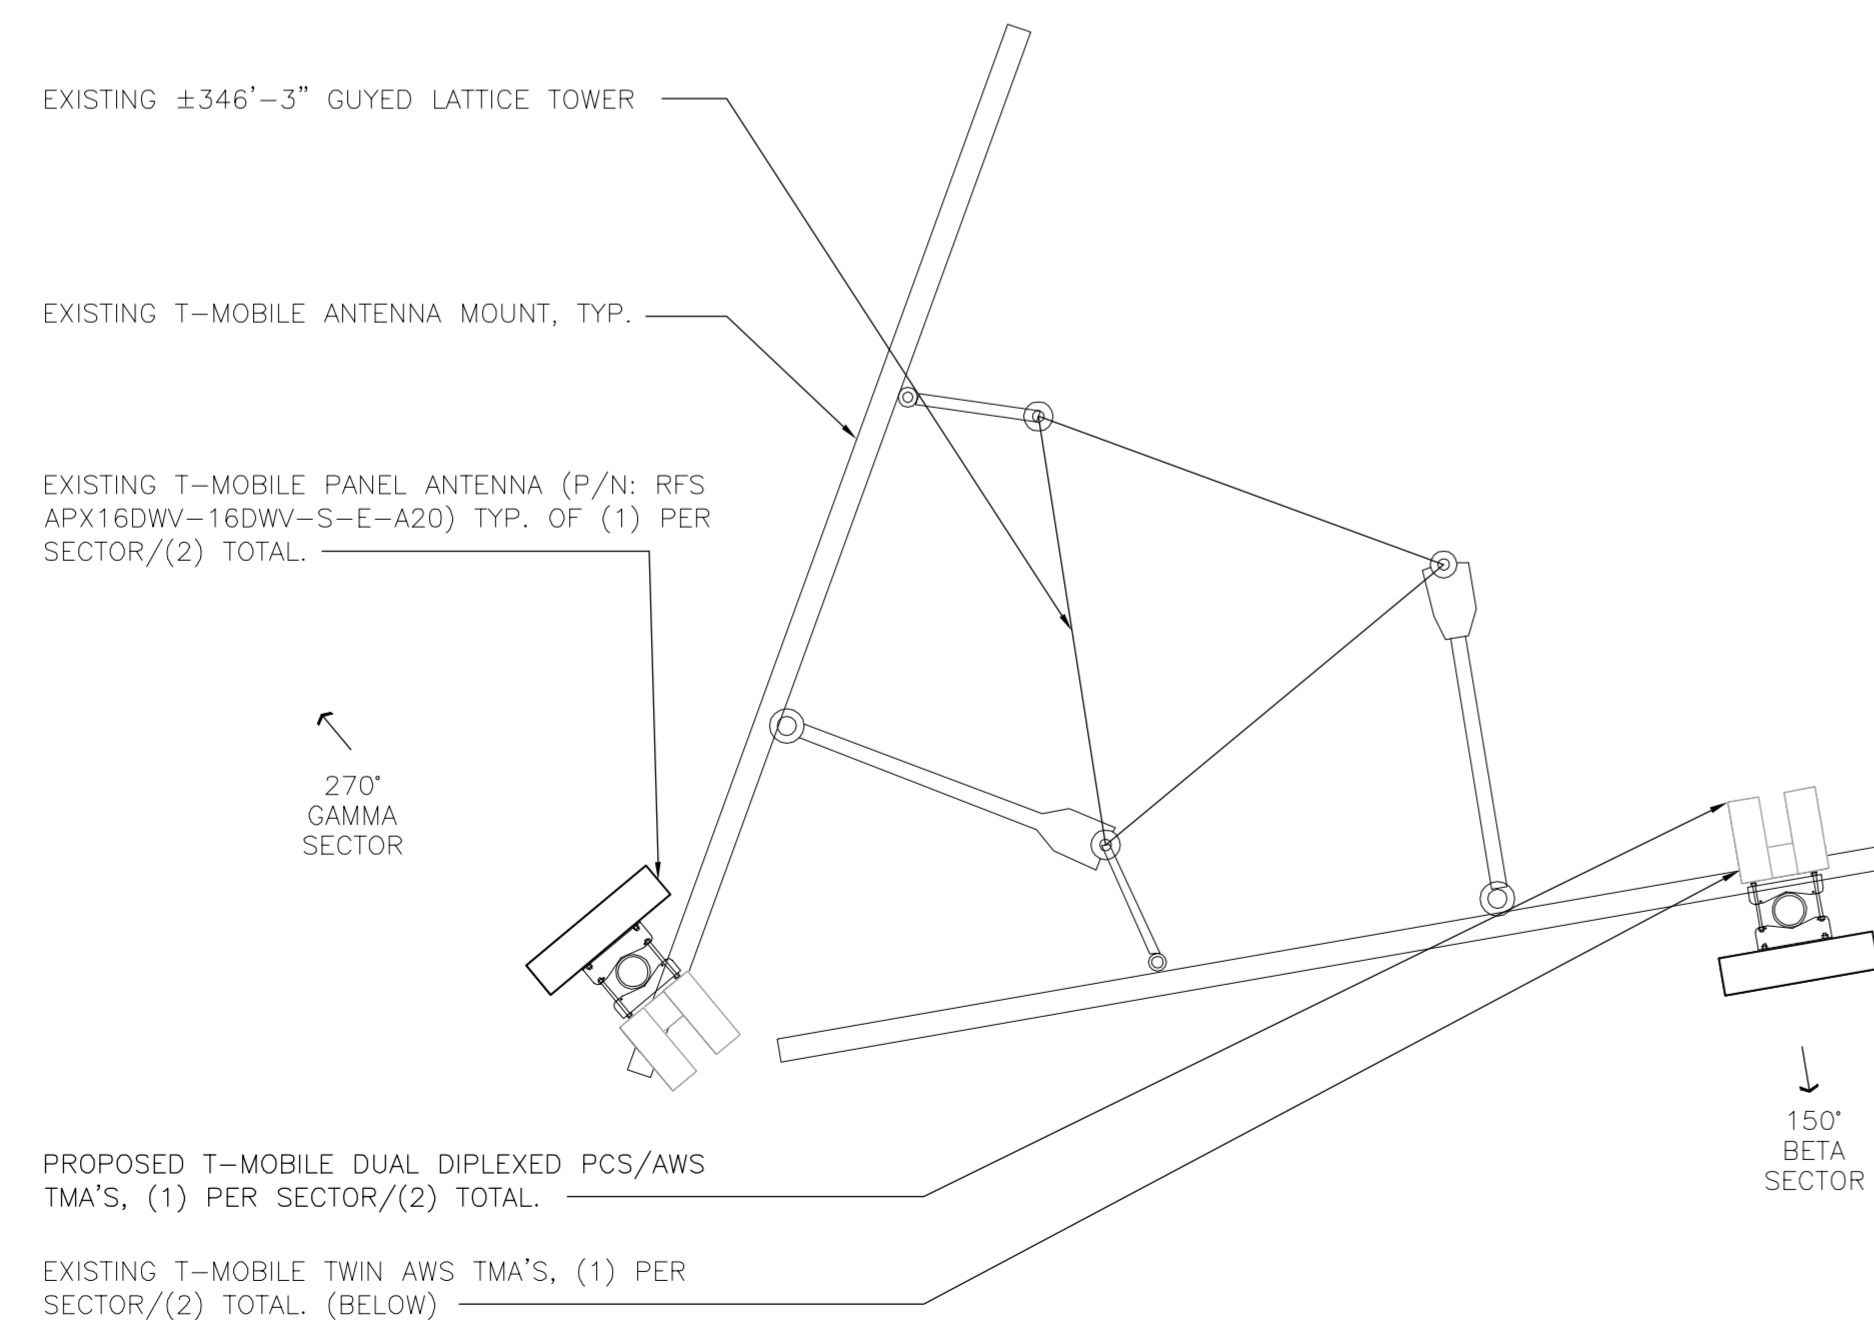 EXISTING ±346'-3" GUYED LATTICE TOWER
EXISTING T-MOBILE ANTENNA MOUNT, TYP.
EXISTING T-MOBILE PANEL ANTENNA (P/N: RFS
APX16DWV-16DWV-S-E-A20) TYP. OF (1) PER
SECTOR/(2) TOTAL.
270°
GAMMA
SECTOR
150°
BETA
SECTOR
PROPOSED T-MOBILE DUAL DIPLEXED PCS/AWS
TMA'S, (1) PER SECTOR/(2) TOTAL.
EXISTING T-MOBILE TWIN AWS TMA'S, (1) PER
SECTOR/(2) TOTAL. (BELOW)